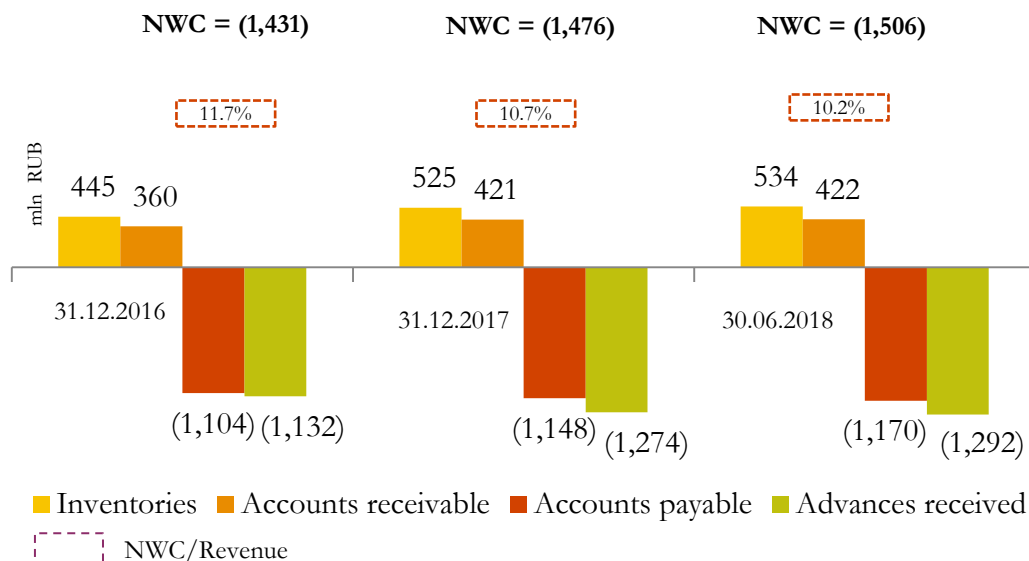 NWC = (1,431) NWC = (1,476) NWC = (1,506)
11.7% 10.7% 10.2%
mln RUB
445 360 525 421 534 422
31.12.2016 31.12.2017 30.06.2018
(1,104) (1,132) (1,148) (1,274) (1,170) (1,292)
Inventories Accounts receivable Accounts payable Advances received
NWC/Revenue